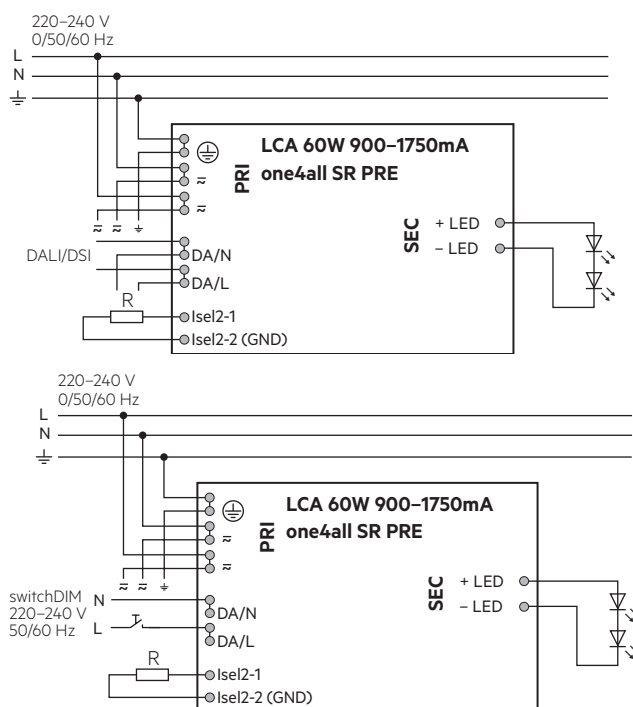 220–240 V
0/50/60 Hz
L
N
LCA 60W 900–1750mA
one4all SR PRE
PRI
SEC
+ LED
– LED
DALI/DSI
DA/N
DA/L
R
Isel2-1
Isel2-2 (GND)
220–240 V
0/50/60 Hz
L
N
LCA 60W 900–1750mA
one4all SR PRE
PRI
SEC
+ LED
– LED
switchDIM N
220–240 V
50/60 Hz L
DA/N
DA/L
R
Isel2-1
Isel2-2 (GND)